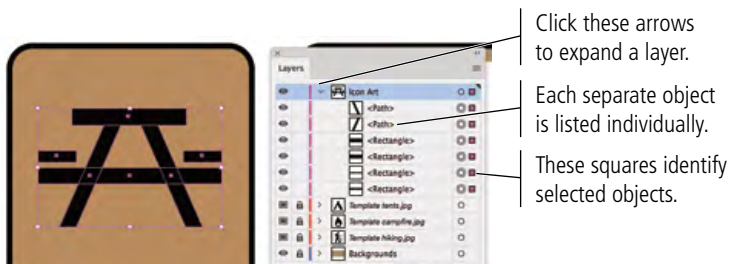 Click these arrows
to expand a layer.
Each separate object
is listed individually.
These squares identify
selected objects.
Layers
Icon Art
<Path>
<Path>
<Rectangle>
<Rectangle>
<Rectangle>
<Rectangle>
Template tents.jpg
Template campfire.jpg
Template hiking.jpg
Backgrounds